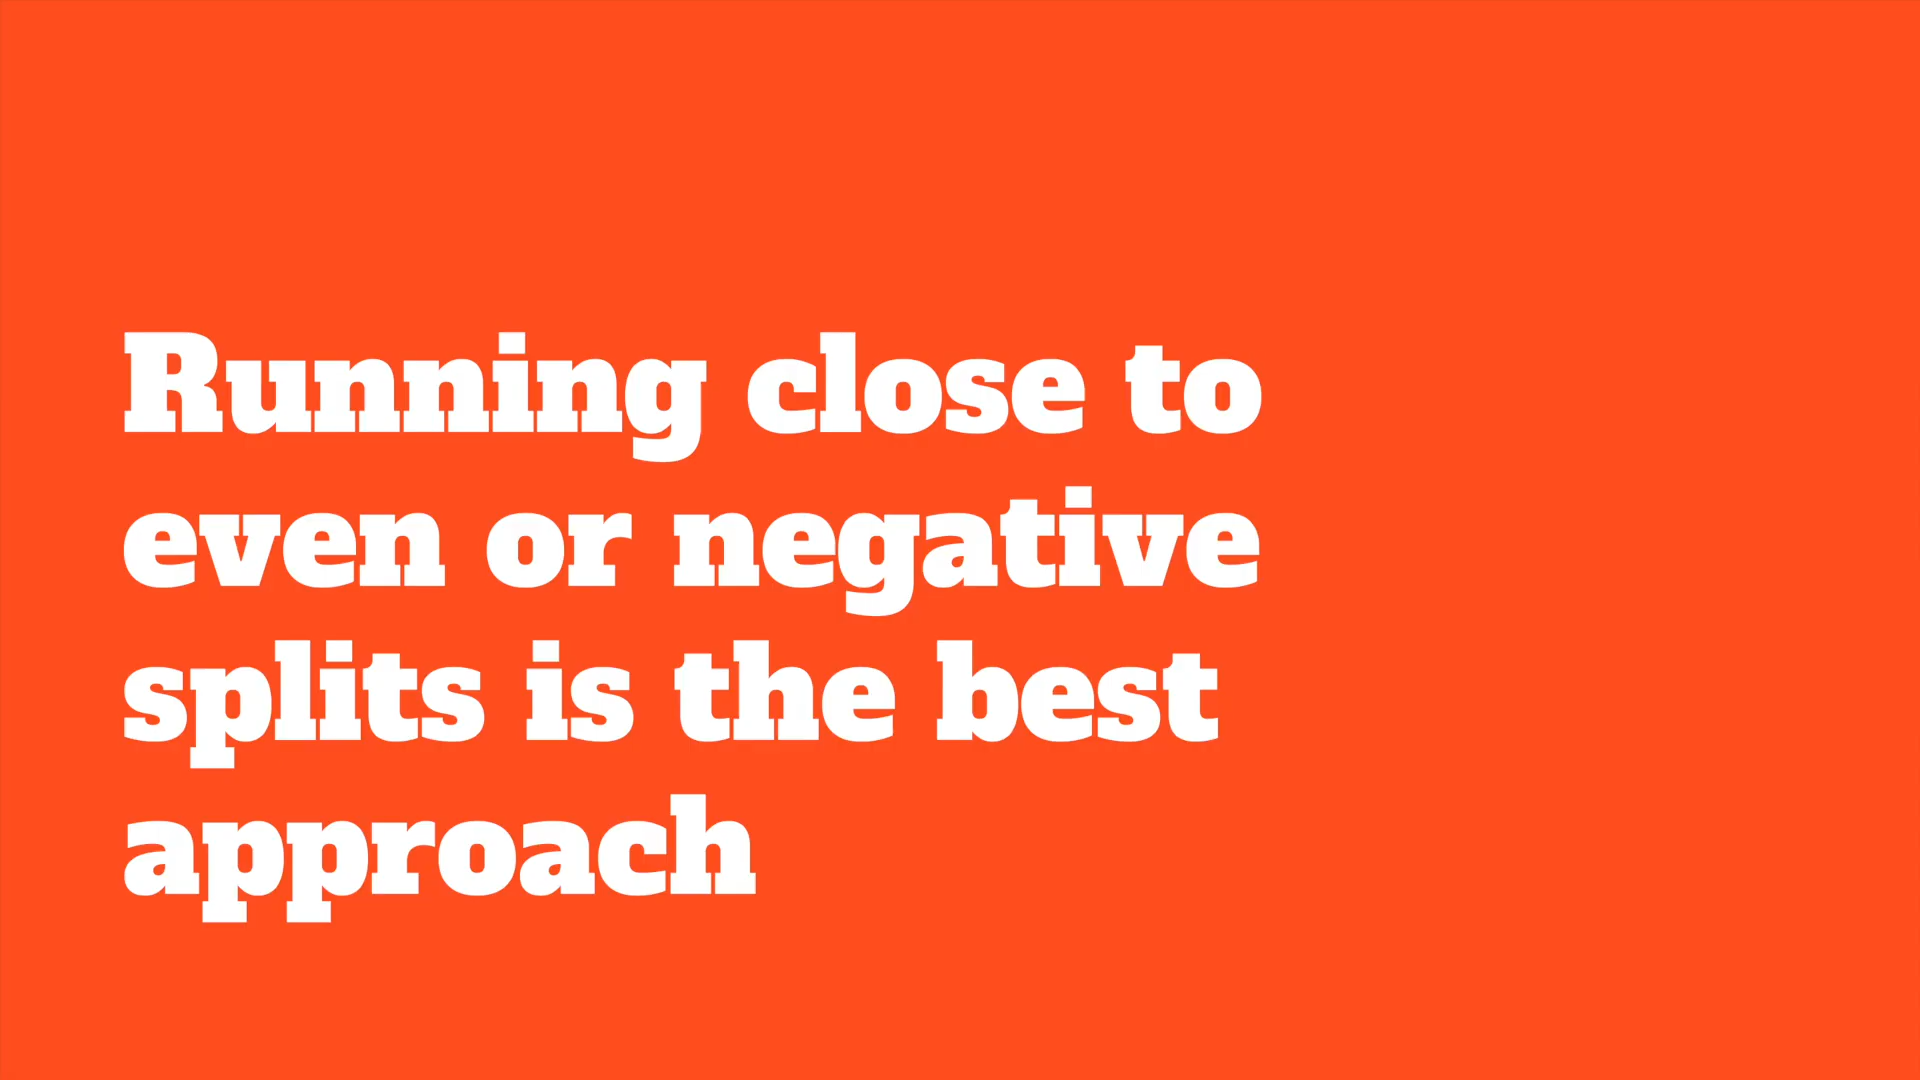 Running close to
even or negative
splits is the best
approach